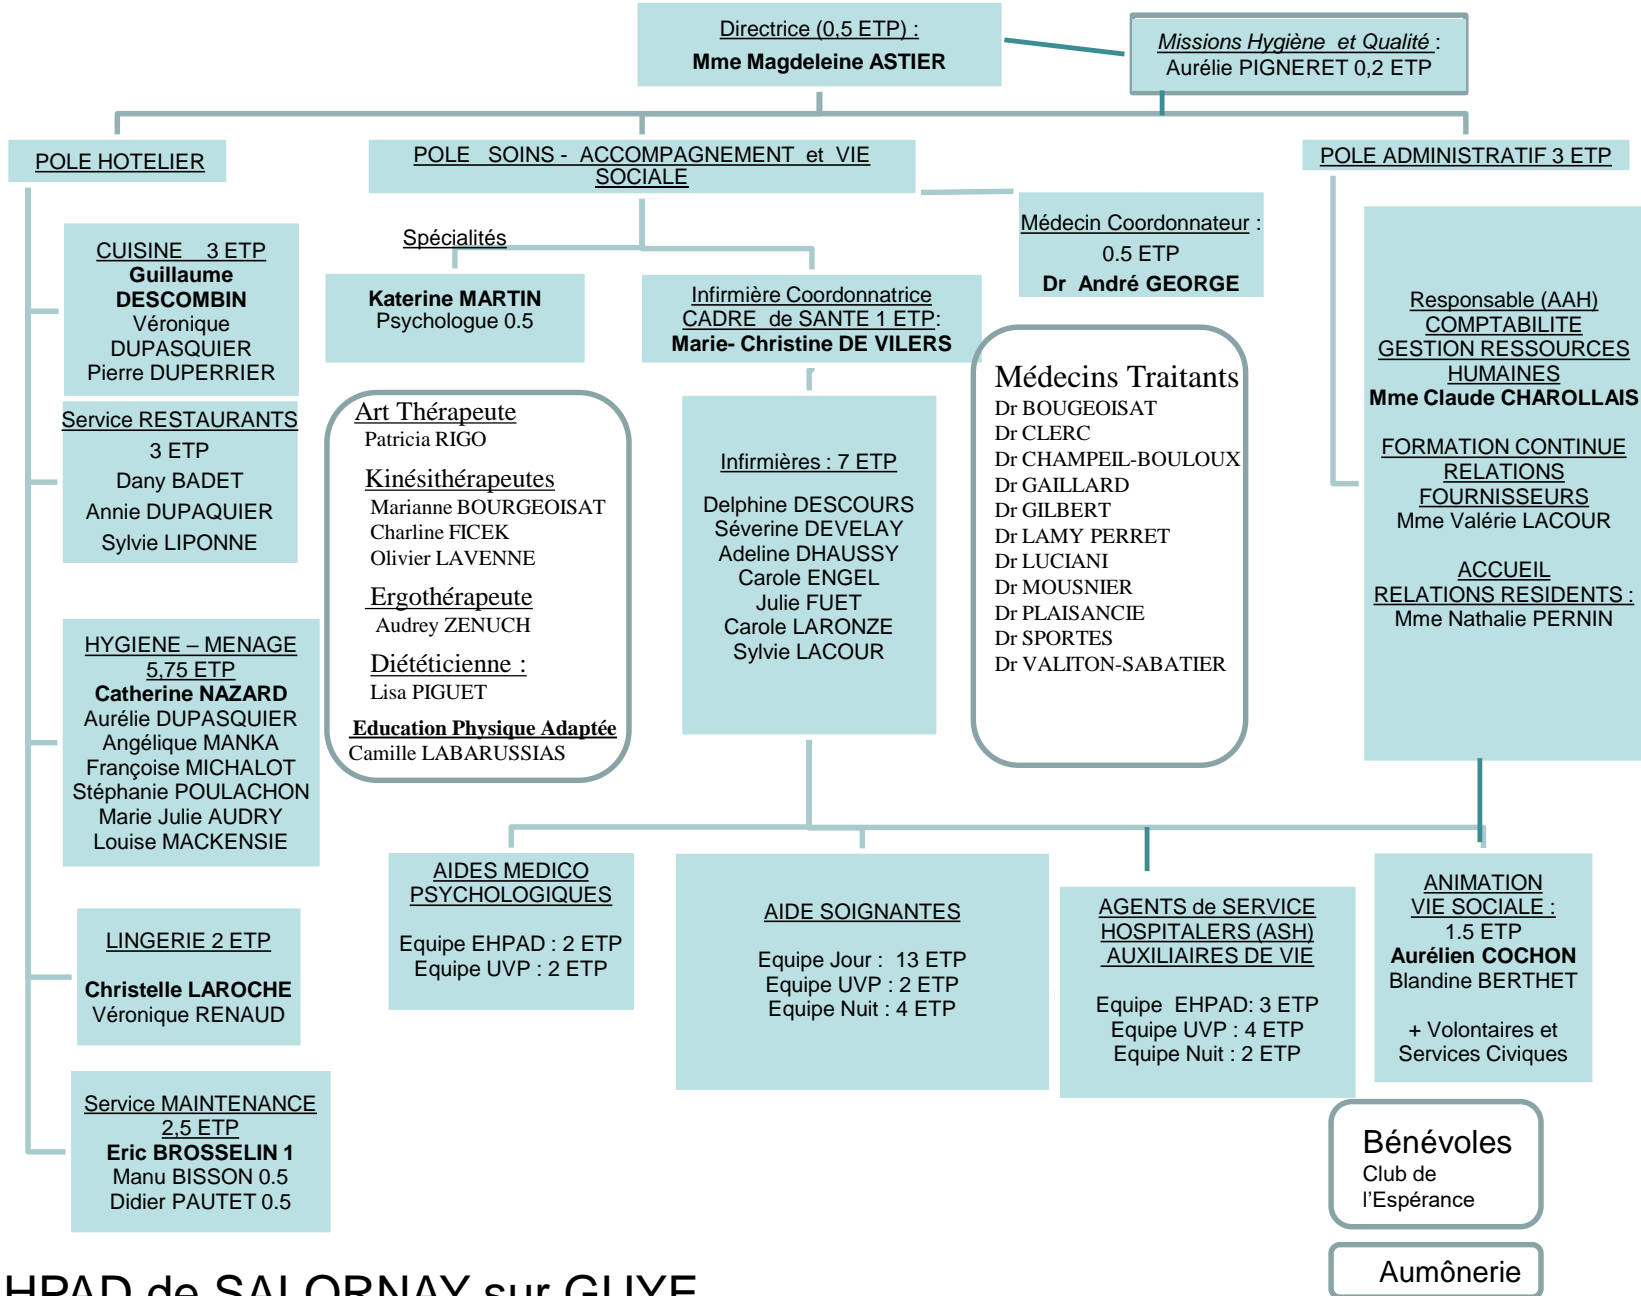 Directrice (0,5 ETP) :
Mme Magdeleine ASTIER
Missions Hygiène et Qualité :
Aurélie PIGNERET 0,2 ETP
POLE HOTELIER
POLE SOINS - ACCOMPAGNEMENT et VIE
SOCIALE
POLE ADMINISTRATIF 3 ETP
CUISINE 3 ETP
Guillaume
DESCOMBIN
Véronique
DUPASQUIER
Pierre DUPERRIER
Service RESTAURANTS
3 ETP
Dany BADET
Annie DUPAQUIER
Sylvie LIPONNE
HYGIENE – MENAGE
5,75 ETP
Catherine NAZARD
Aurélie DUPASQUIER
Angélique MANKA
Françoise MICHALOT
Stéphanie POULACHON
Marie Julie AUDRY
Louise MACKENSIE
LINGERIE 2 ETP
Christelle LAROCHE
Véronique RENAUD
Service MAINTENANCE
2,5 ETP
Eric BROSSELIN 1
Manu BISSON 0.5
Didier PAUTET 0.5
Spécialités
Katerine MARTIN
Psychologue 0.5
Art Thérapeute
Patricia RIGO
Kinésithérapeutes
Marianne BOURGEOISAT
Charline FICEK
Olivier LAVENNE
Ergothérapeute
Audrey ZENUCH
Diététicienne :
Lisa PIGUET
Education Physique Adaptée
Camille LABARUSSIAS
Infirmière Coordonnatrice
CADRE de SANTE 1 ETP:
Marie- Christine DE VILERS
Infirmières : 7 ETP
Delphine DESCOURS
Séverine DEVELAY
Adeline DHAUSSY
Carole ENGEL
Julie FUET
Carole LARONZE
Sylvie LACOUR
Médecin Coordonnateur :
0.5 ETP
Dr André GEORGE
Médecins Traitants
Dr BOUGEOISAT
Dr CLERC
Dr CHAMPEIL-BOULOUX
Dr GAILLARD
Dr GILBERT
Dr LAMY PERRET
Dr LUCIANI
Dr MOUSNIER
Dr PLAISANCIE
Dr SPORTES
Dr VALITON-SABATIER
Responsable (AAH)
COMPTABILITE
GESTION RESSOURCES
HUMAINES
Mme Claude CHAROLLAIS
FORMATION CONTINUE
RELATIONS
FOURNISSEURS
Mme Valérie LACOUR
ACCUEIL
RELATIONS RESIDENTS :
Mme Nathalie PERNIN
AIDES MEDICO
PSYCHOLOGIQUES
Equipe EHPAD : 2 ETP
Equipe UVP : 2 ETP
AIDE SOIGNANTES
Equipe Jour : 13 ETP
Equipe UVP : 2 ETP
Equipe Nuit : 4 ETP
AGENTS de SERVICE
HOSPITALERS (ASH)
AUXILIAIRES DE VIE
Equipe EHPAD: 3 ETP
Equipe UVP : 4 ETP
Equipe Nuit : 2 ETP
ANIMATION
VIE SOCIALE :
1.5 ETP
Aurélien COCHON
Blandine BERTHET
+ Volontaires et
Services Civiques
Bénévoles
Club de
l'Espérance
Aumônerie
HPAD de SALORNAY sur GUYE